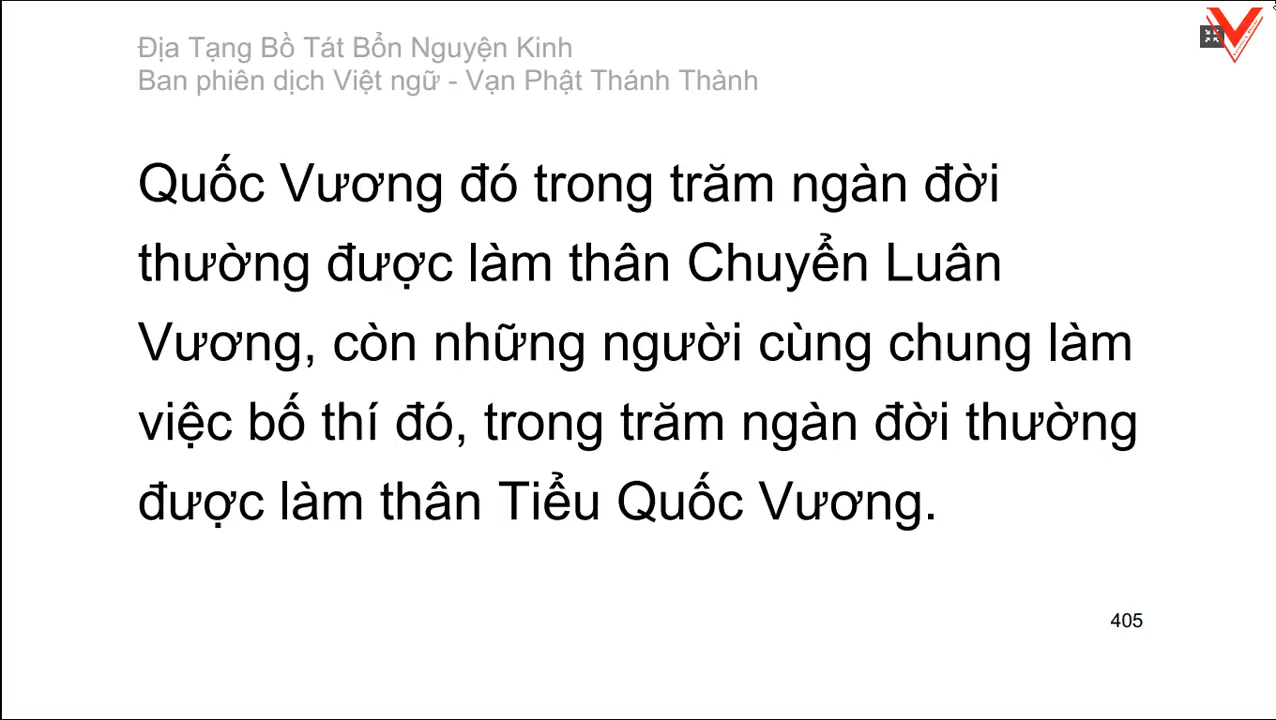 Địa Tạng Bồ Tát Bổn Nguyện Kinh
Ban phiên dịch Việt ngữ - Vạn Phật Thánh Thành
Quốc Vương đó trong trăm ngàn đời
thường được làm thân Chuyển Luân
Vương, còn những người cùng chung làm
việc bố thí đó, trong trăm ngàn đời thường
được làm thân Tiểu Quốc Vương.
405